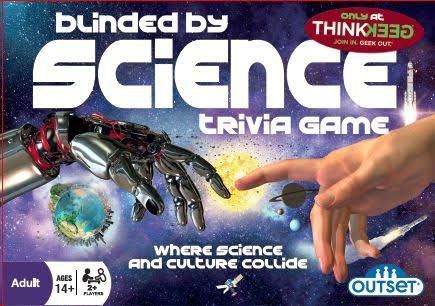 blinded by
SCIENCE
TRIVIA GAME
ONLY AT
THINKGEEK
JOIN IN. GEEK OUT.®
WHERE SCIENCE
AND CULTURE COLLIDE
Adult
AGES
14+
2+
PLAYERS
OUTSET